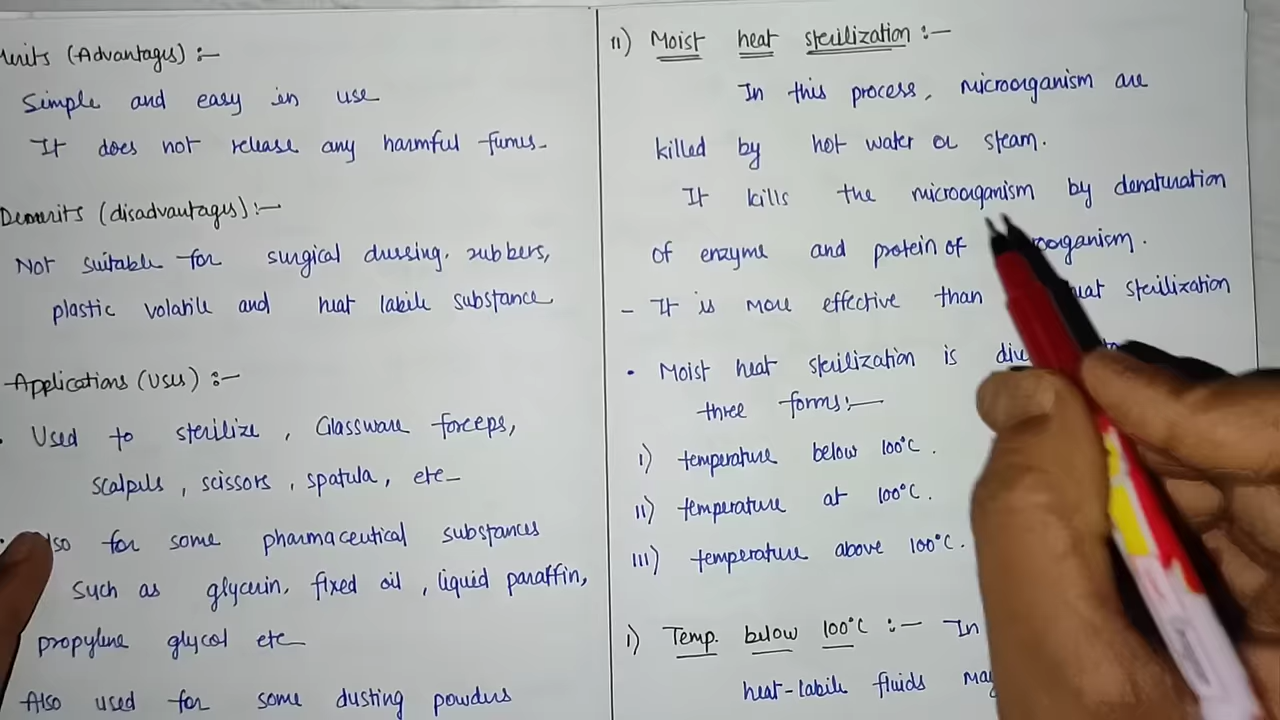 (Advantages) :-
Simple and easy in use
It does not release any harmful fumes-
Demerits (disadvantages) :-
Not suitable for surgical dressing, rubbers,
plastic volatile and heat labile substance
Applications (Uses) :-
Used to sterilize, Glassware forceps,
scalpels, scissors, spatula, etc-
for some pharmaceutical substances
such as glycerin, fixed oil, liquid paraffin,
propylene glycol etc-
Also used for some dusting powders
II) Moist heat sterilization :-
In this process, microorganism are
killed by hot water or steam.
It kills the microorganism by denaturation
of enzyme and protein of
- It is more effective than sterilization
• Moist heat sterilization is
three forms:-
i) temperature below 100°C.
ii) temperature at 100°C.
iii) temperature above 100°C.
i) Temp. below 100°C :- In
heat-labile fluids